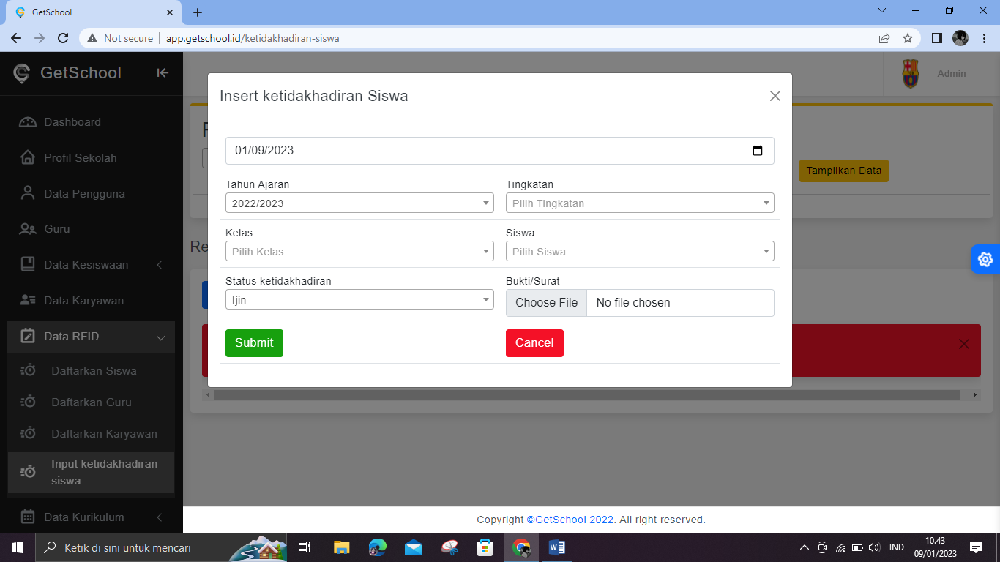 GetSchool
Not secure
app.getschool.id/ketidakhadiran-siswa
GetSchool
Admin
Dashboard
Profil Sekolah
Data Pengguna
Guru
Data Kesiswaan
Data Karyawan
Data RFID
Daftarkan Siswa
Daftarkan Guru
Daftarkan Karyawan
Input ketidakhadiran
siswa
Data Kurikulum
Insert ketidakhadiran Siswa
01/09/2023
Tahun Ajaran
Tingkatan
2022/2023
Pilih Tingkatan
Kelas
Siswa
Pilih Kelas
Pilih Siswa
Status ketidakhadiran
Bukti/Surat
Ijin
Choose File No file chosen
Submit
Cancel
Tampilkan Data
Re
Copyright ©GetSchool 2022. All right reserved.
Ketik di sini untuk mencari
IND
10.43
09/01/2023